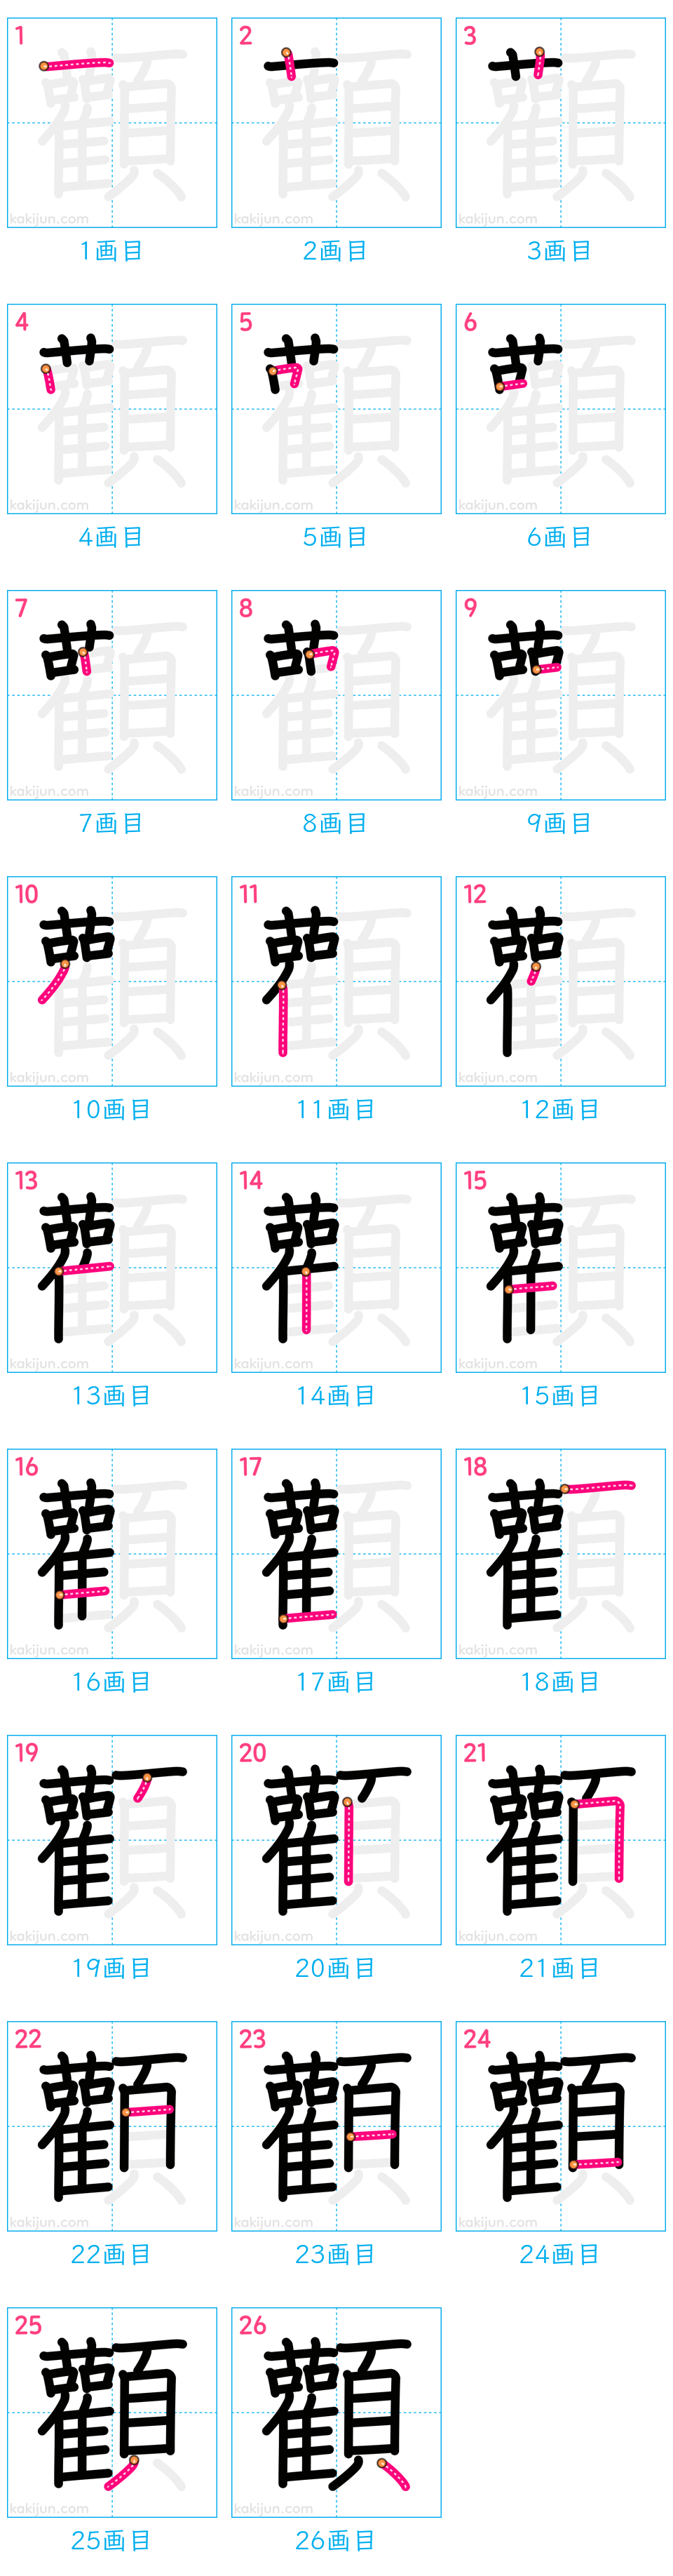 1 2 3
kakijun.com kakijun.com kakijun.com
1画目 2画目 3画目
4 5 6
kakijun.com kakijun.com kakijun.com
4画目 5画目 6画目
7 8 9
kakijun.com kakijun.com kakijun.com
7画目 8画目 9画目
10 11 12
kakijun.com kakijun.com kakijun.com
10画目 11画目 12画目
13 14 15
kakijun.com kakijun.com kakijun.com
13画目 14画目 15画目
16 17 18
kakijun.com kakijun.com kakijun.com
16画目 17画目 18画目
19 20 21
kakijun.com kakijun.com kakijun.com
19画目 20画目 21画目
22 23 24
kakijun.com kakijun.com kakijun.com
22画目 23画目 24画目
25 26
顴 顴
kakijun.com kakijun.com
25画目 26画目